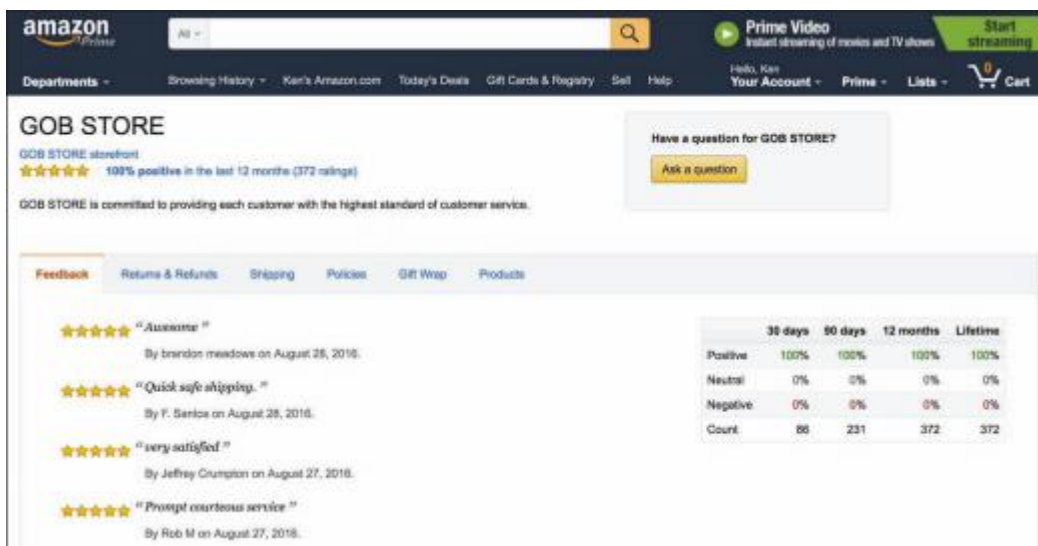 amazon
Prime
All
Prime Video
Instant streaming of movies and TV shows
Start
streaming
Departments
Browsing History
Ken's Amazon.com
Today's Deals
Gift Cards & Registry
Sell
Help
Hello, Ken
Your Account
Prime
Lists
0
Cart
GOB STORE
GOB STORE storefront
100% positive in the last 12 months (372 ratings)
GOB STORE is committed to providing each customer with the highest standard of customer service.
Have a question for GOB STORE?
Ask a question
Feedback
Returns & Refunds
Shipping
Policies
Gift Wrap
Products
“Awesome”
By brandon meadows on August 28, 2016.
“Quick safe shipping.”
By F. Santos on August 28, 2016.
“very satisfied”
By Jeffrey Crumpton on August 27, 2016.
“Prompt courteous service”
By Rob M on August 27, 2016.
30 days 90 days 12 months Lifetime
Positive 100% 100% 100% 100%
Neutral 0% 0% 0% 0%
Negative 0% 0% 0% 0%
Count 86 231 372 372